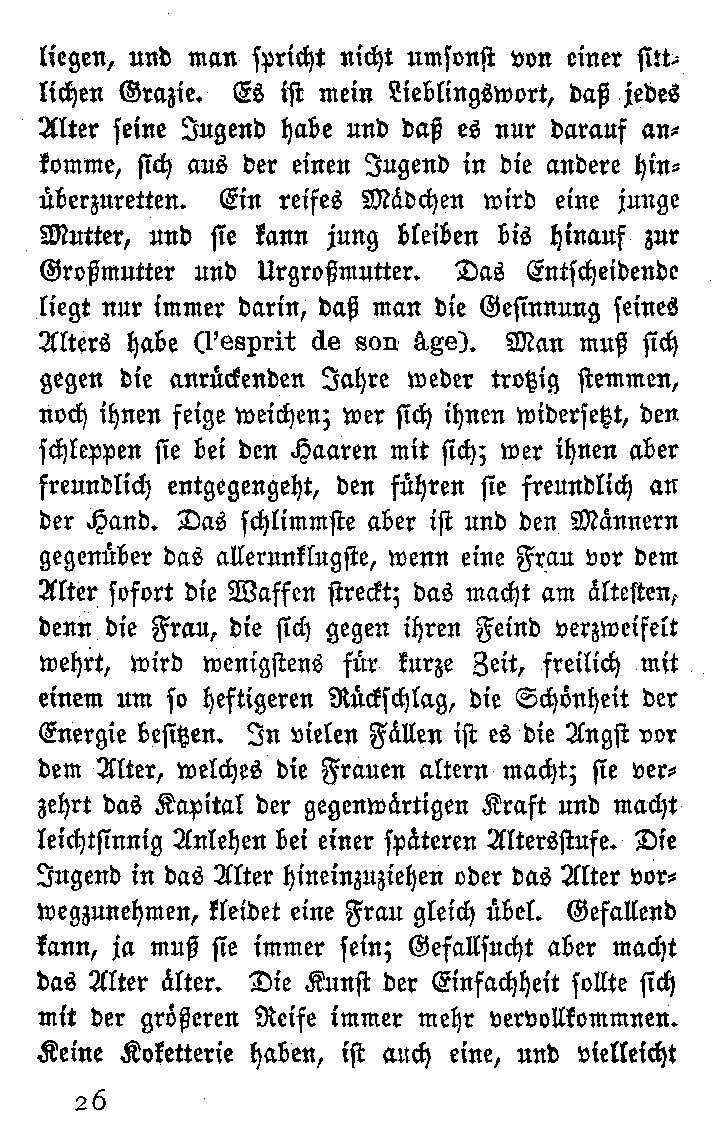 liegen, und man spricht nicht umsonst von einer sitt-
lichen Grazie. Es ist mein Lieblingswort, daß jedes
Alter seine Jugend habe und daß es nur darauf an-
komme, sich aus der einen Jugend in die andere hin-
überzuretten. Ein reifes Mädchen wird eine junge
Mutter, und sie kann jung bleiben bis hinauf zur
Großmutter und Urgroßmutter. Das Entscheidende
liegt nur immer darin, daß man die Gesinnung seines
Alters habe (l'esprit de son âge). Man muß sich
gegen die anrückenden Jahre weder trotzig stemmen,
noch ihnen feige weichen; wer sich ihnen widersetzt, den
schleppen sie bei den Haaren mit sich; wer ihnen aber
freundlich entgegengeht, den führen sie freundlich an
der Hand. Das schlimmste aber ist und den Männern
gegenüber das allerunklugste, wenn eine Frau vor dem
Alter sofort die Waffen streckt; das macht am ältesten,
denn die Frau, die sich gegen ihren Feind verzweifelt
wehrt, wird wenigstens für kurze Zeit, freilich mit
einem um so heftigeren Rückschlag, die Schönheit der
Energie besitzen. In vielen Fällen ist es die Angst vor
dem Alter, welches die Frauen altern macht; sie ver-
zehrt das Kapital der gegenwärtigen Kraft und macht
leichtsinnig Anlehen bei einer späteren Altersstufe. Die
Jugend in das Alter hineinzuziehen oder das Alter vor-
wegzunehmen, kleidet eine Frau gleich übel. Gefallend
kann, ja muß sie immer sein; Gefallsucht aber macht
das Alter älter. Die Kunst der Einfachheit sollte sich
mit der größeren Reife immer mehr vervollkommnen.
Keine Koketterie haben, ist auch eine, und vielleicht
26